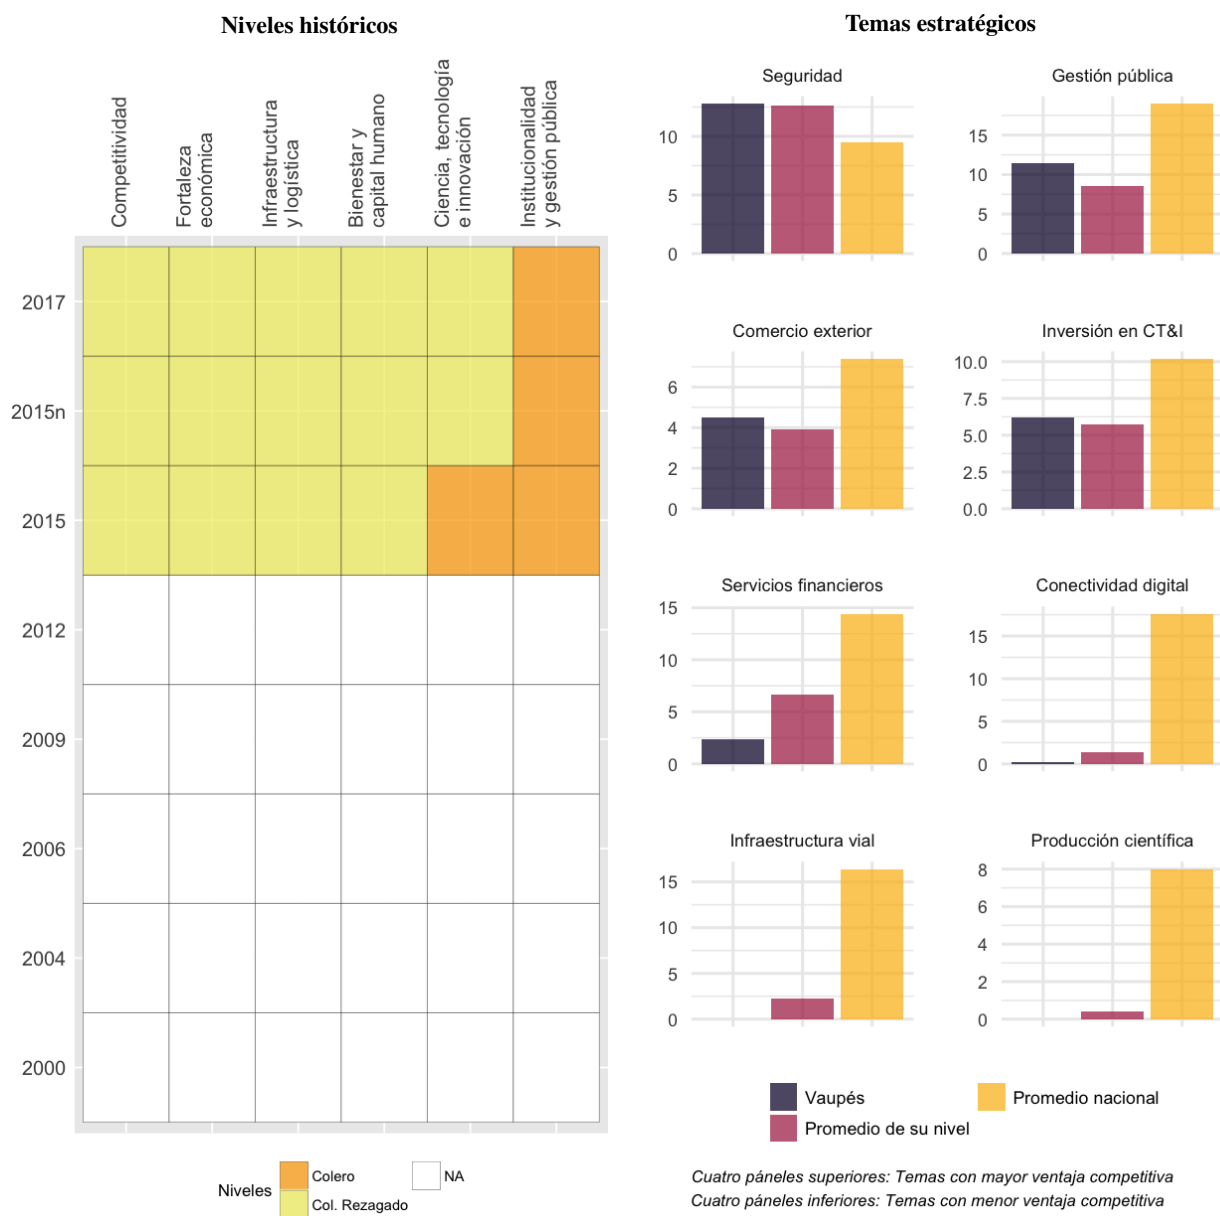 Niveles históricos
Competitividad
Fortaleza
económica
Infraestructura
y logística
Bienestar y
capital humano
Ciencia, tecnología
e innovación
Institucionalidad
y gestión pública
2017
2015n
2015
2012
2009
2006
2004
2000
Niveles
Colero
NA
Col. Rezagado
Temas estratégicos
Seguridad
10
5
0
Gestión pública
15
10
5
0
Comercio exterior
6
4
2
0
Inversión en CT&I
10.0
7.5
5.0
2.5
0.0
Servicios financieros
15
10
5
0
Conectividad digital
15
10
5
0
Infraestructura vial
15
10
5
0
Producción científica
8
6
4
2
0
Vaupés
Promedio nacional
Promedio de su nivel
Cuatro páneles superiores: Temas con mayor ventaja competitiva
Cuatro páneles inferiores: Temas con menor ventaja competitiva